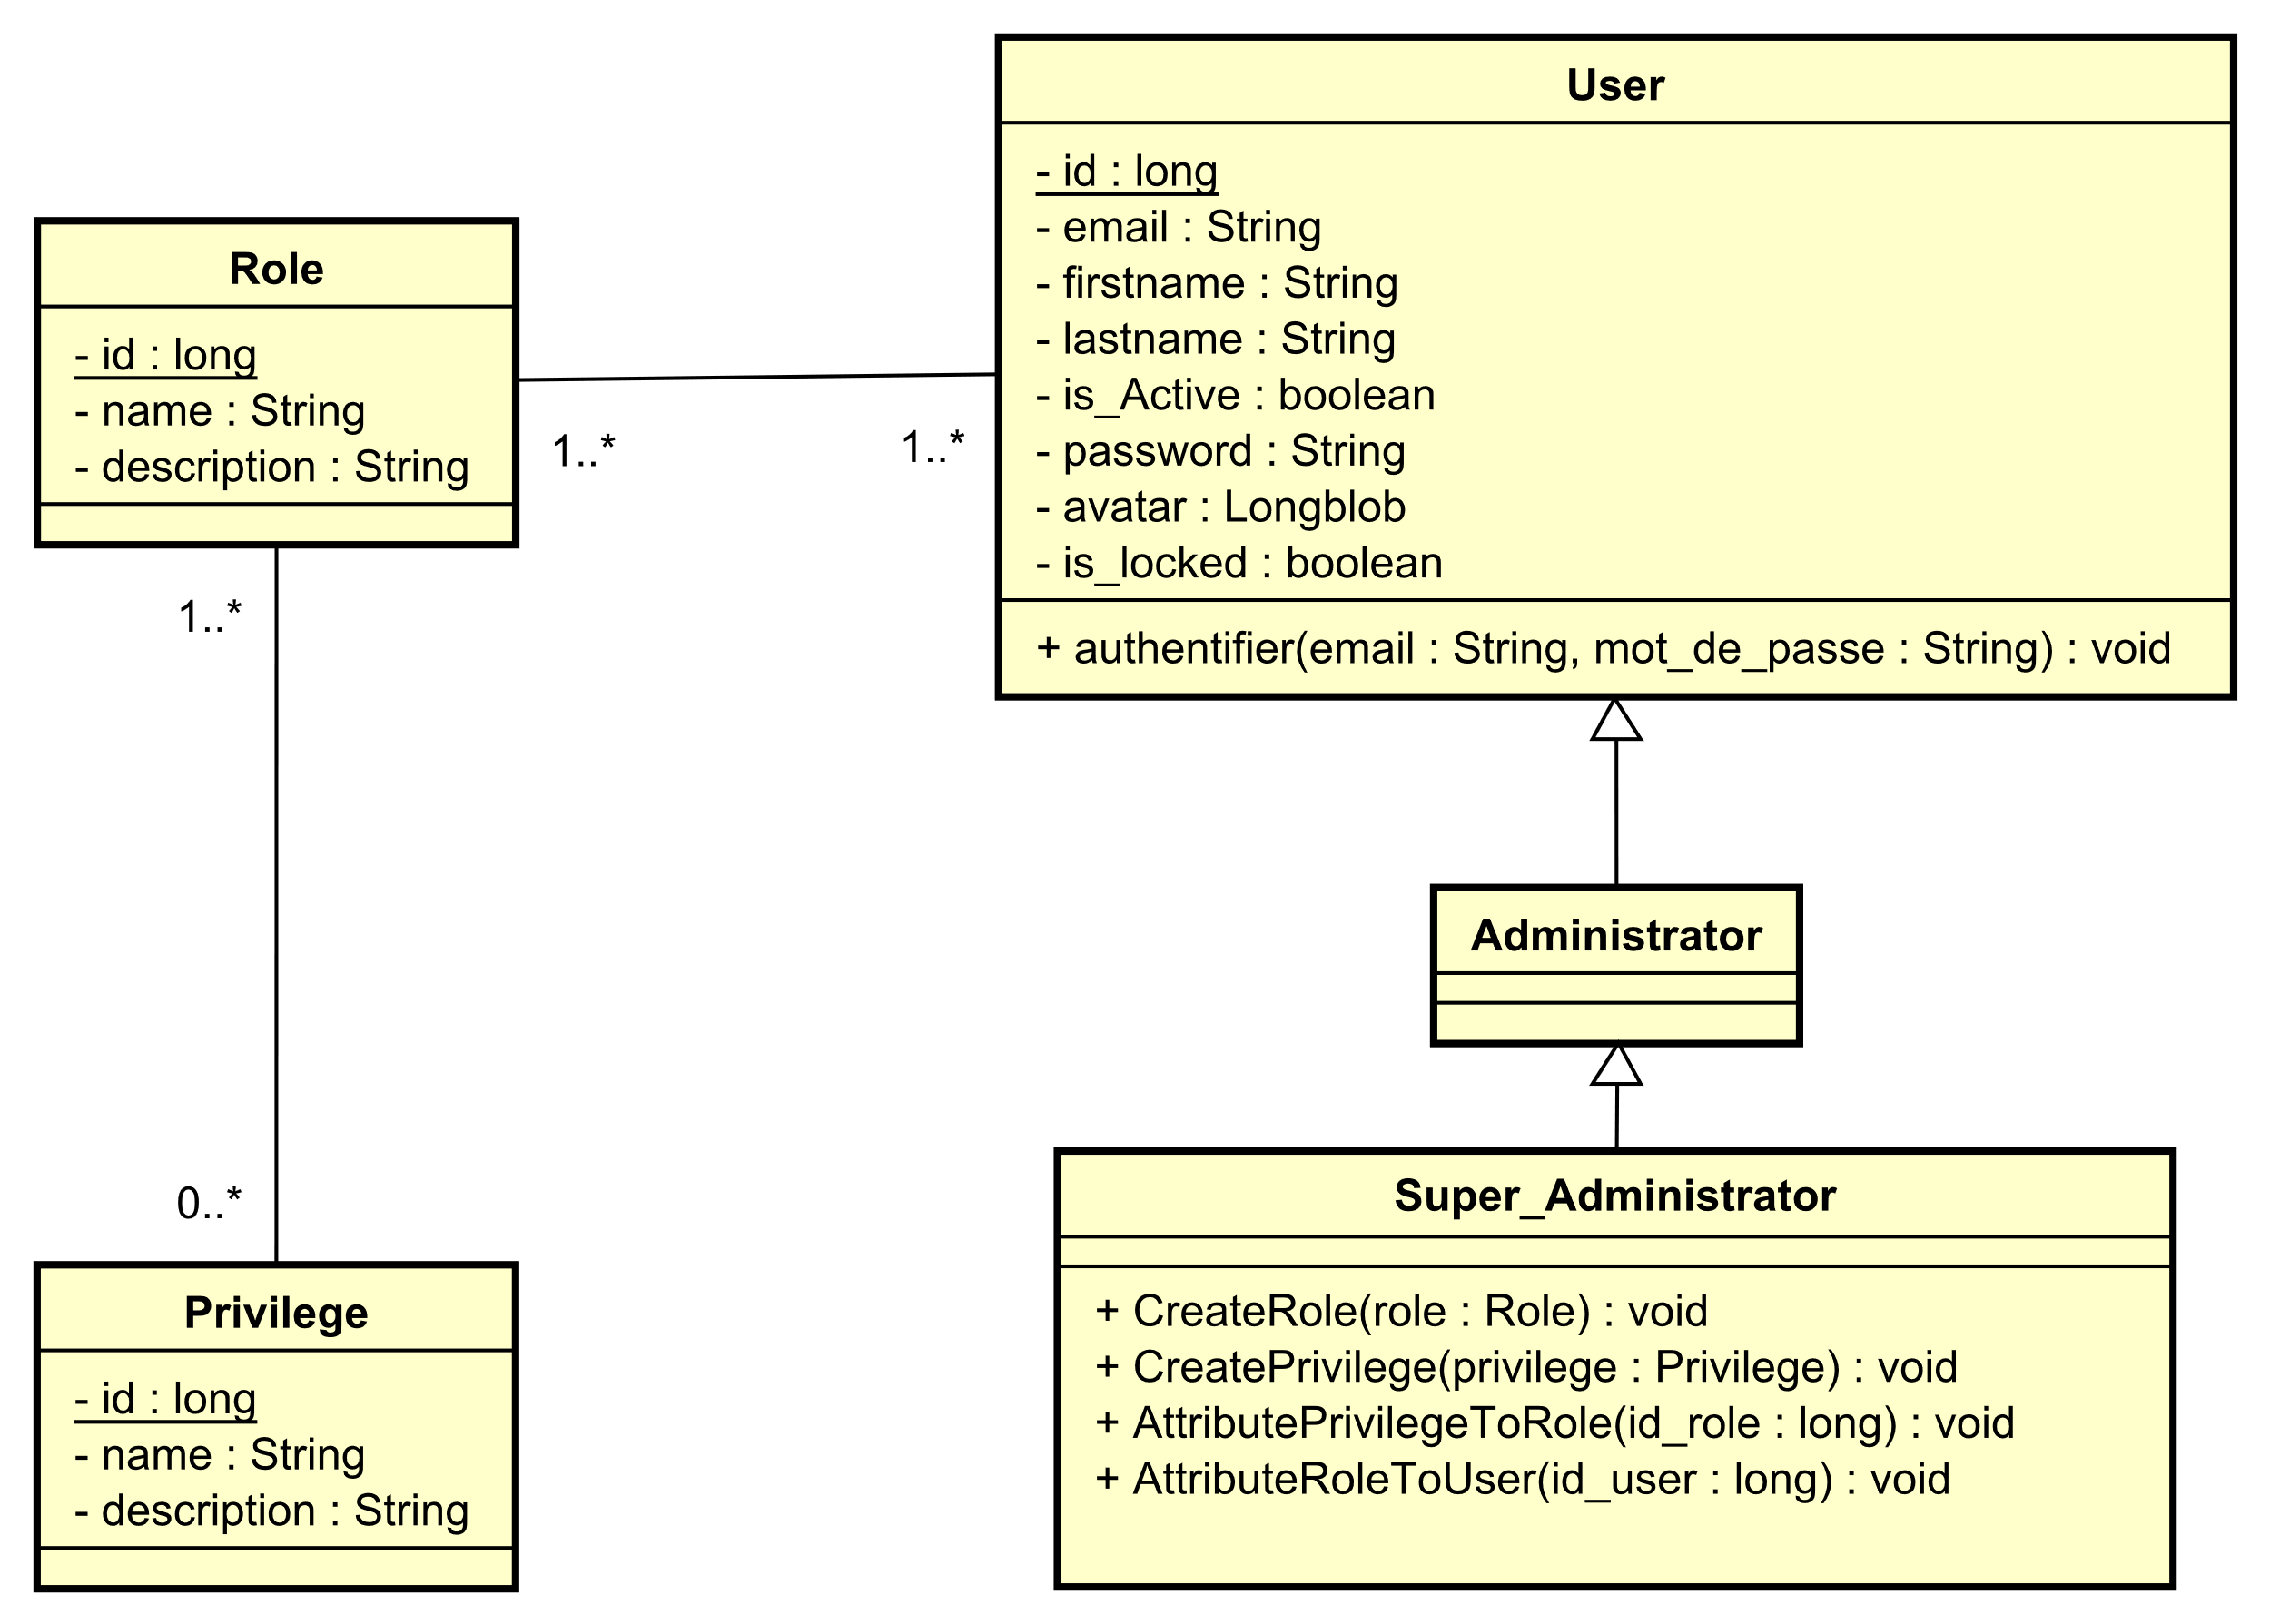 User
- id : long
- email : String
- firstname : String
- lastname : String
- is_Active : boolean
- password : String
- avatar : Longblob
- is_locked : boolean
+ authentifier(email : String, mot_de_passe : String) : void
Role
- id : long
- name : String
- description : String
1..*
1..*
1..*
0..*
Administrator
Super_Administrator
+ CreateRole(role : Role) : void
+ CreatePrivilege(privilege : Privilege) : void
+ AttributePrivilegeToRole(id_role : long) : void
+ AttributeRoleToUser(id_user : long) : void
Privilege
- id : long
- name : String
- description : String